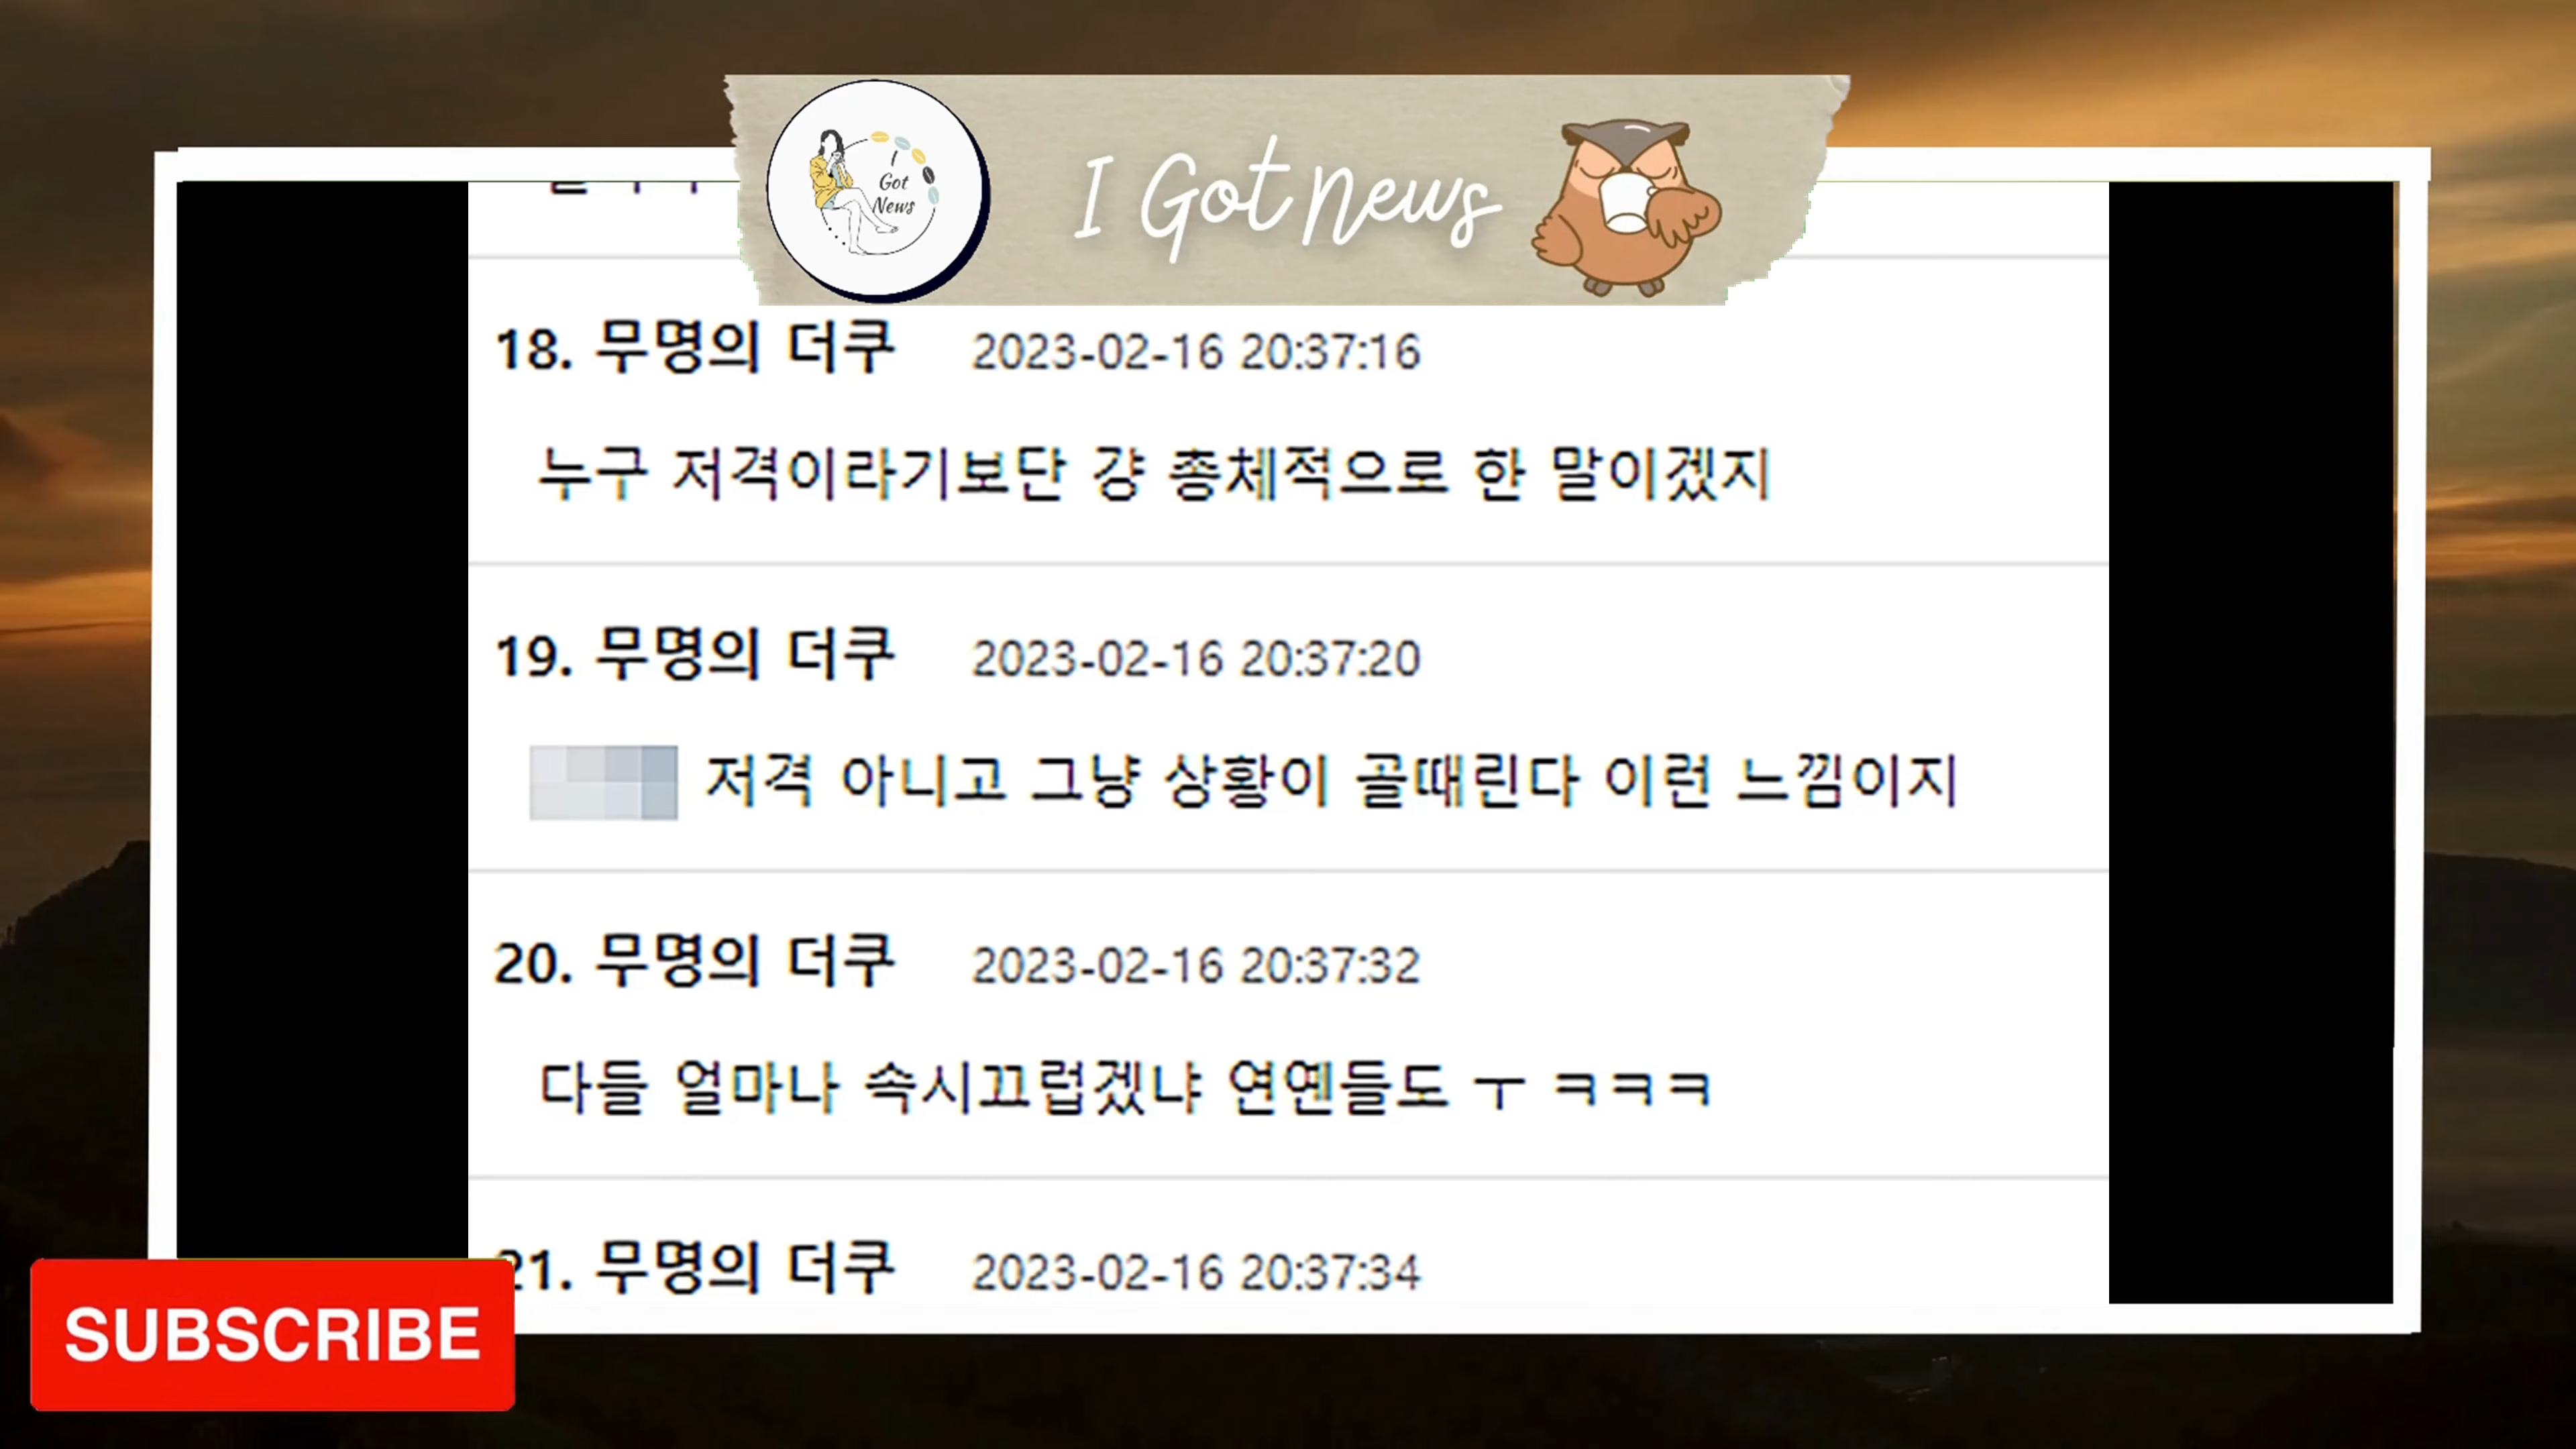 I Got News
I Got News
18. 무명의 더쿠 2023-02-16 20:37:16
누구 저격이라기보단 걍 총체적으로 한 말이겠지
19. 무명의 더쿠 2023-02-16 20:37:20
저격 아니고 그냥 상황이 골때린다 이런 느낌이지
20. 무명의 더쿠 2023-02-16 20:37:32
다들 얼마나 속시끄럽겠냐 연옌들도 ㅜ ㅋㅋㅋ
21. 무명의 더쿠 2023-02-16 20:37:34
SUBSCRIBE